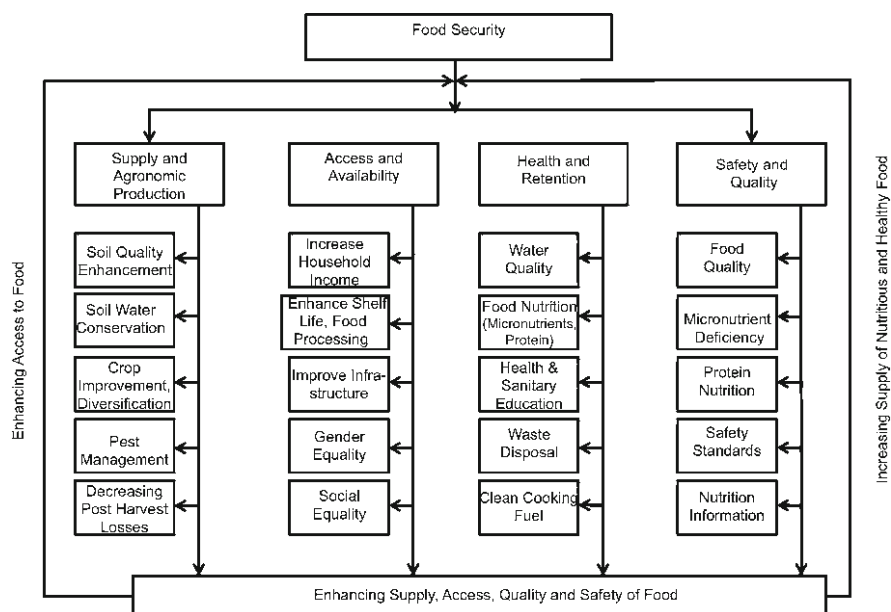 Food Security
Supply and
Agronomic
Production
Access and
Availability
Health and
Retention
Safety and
Quality
Soil Quality
Enhancement
Soil Water
Conservation
Crop
Improvement,
Diversification
Pest
Management
Decreasing
Post Harvest
Losses
Increase
Household
Income
Enhance Shelf
Life, Food
Processing
Improve Infra-
structure
Gender
Equality
Social
Equality
Water
Quality
Food Nutrition
(Micronutrients,
Protein)
Health &
Sanitary
Education
Waste
Disposal
Clean Cooking
Fuel
Food
Quality
Micronutrient
Deficiency
Protein
Nutrition
Safety
Standards
Nutrition
Information
Enhancing Supply, Access, Quality and Safety of Food
Enhancing Access to Food
Increasing Supply of Nutritious and Healthy Food